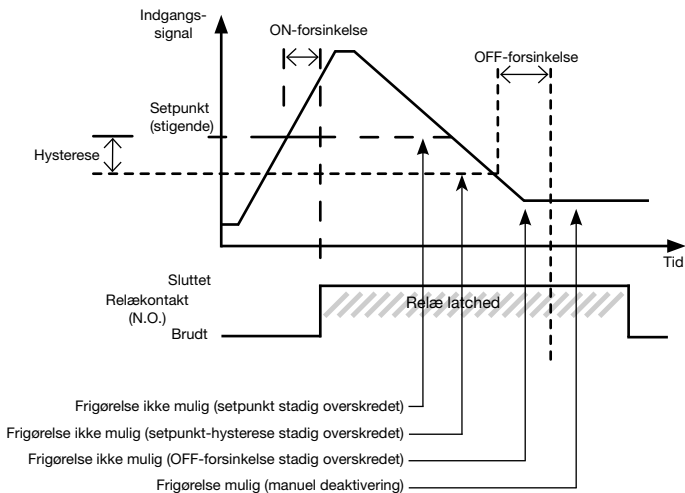 Indgangs-
signal
ON-forsinkelse
OFF-forsinkelse
Setpunkt
(stigende)
Hysterese
Tid
Sluttet
Relækontakt
(N.O.)
Brudt
Relæ latched
Frigørelse ikke mulig (setpunkt stadig overskredet)
Frigørelse ikke mulig (setpunkt-hysterese stadig overskredet)
Frigørelse ikke mulig (OFF-forsinkelse stadig overskredet)
Frigørelse mulig (manuel deaktivering)